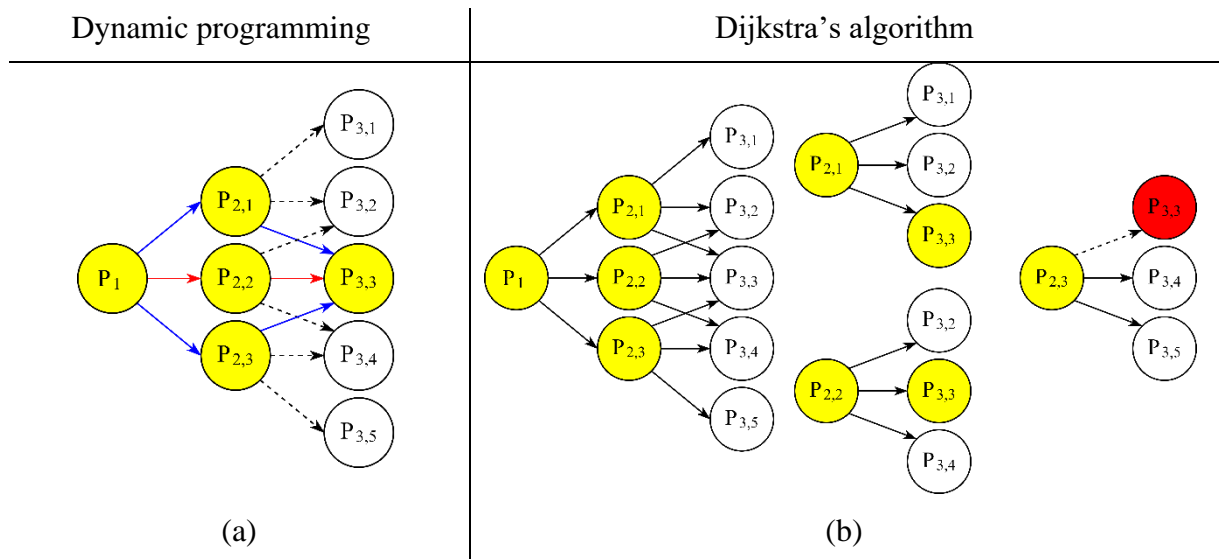 Dynamic programming
Dijkstra's algorithm
P3,1
P2,1
P3,2
P1
P2,2
P3,3
P2,3
P3,4
P3,5
(a)
P3,1
P2,1
P3,2
P1
P2,2
P3,3
P2,3
P3,4
P3,5
P3,1
P2,1
P3,2
P3,3
P3,2
P2,2
P3,3
P3,4
P3,3
P2,3
P3,4
P3,5
(b)